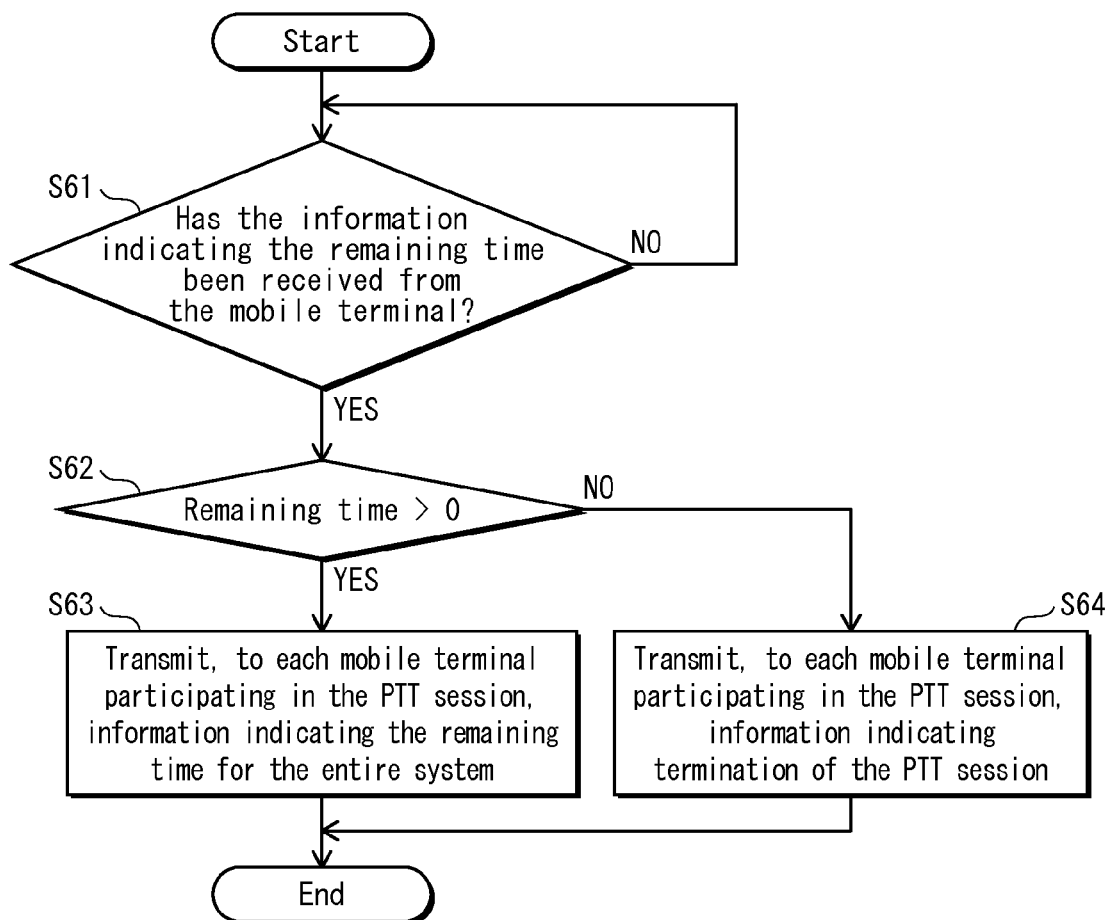 Start
S61
Has the information
indicating the remaining time
been received from
the mobile terminal?
NO
YES
S62
Remaining time > 0
NO
YES
S63
Transmit, to each mobile terminal
participating in the PTT session,
information indicating the remaining
time for the entire system
S64
Transmit, to each mobile terminal
participating in the PTT session,
information indicating
termination of the PTT session
End